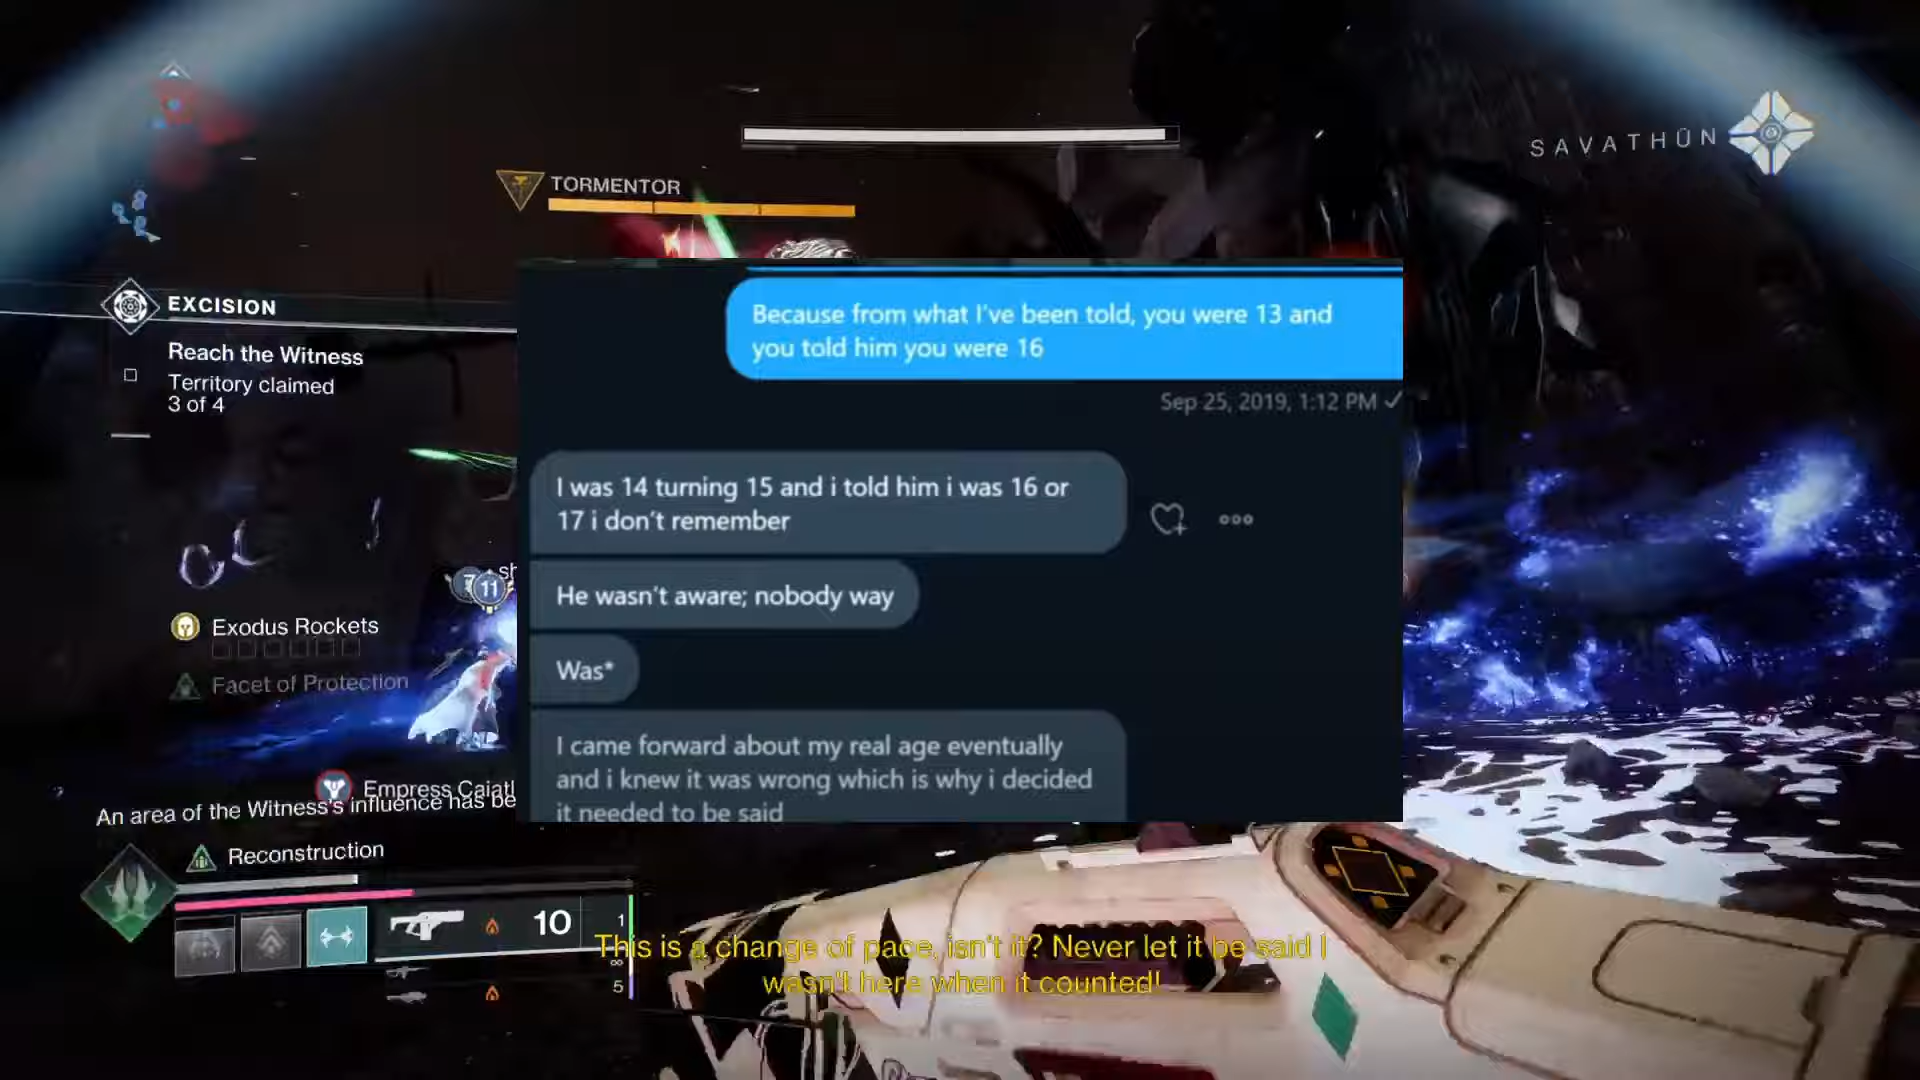 SAVATHÛN
TORMENTOR
EXCISION
Reach the Witness
Territory claimed
3 of 4
Because from what I've been told, you were 13 and
you told him you were 16
Sep 25, 2019, 1:12 PM
I was 14 turning 15 and i told him i was 16 or
17 i don't remember
He wasn't aware; nobody way
Was*
I came forward about my real age eventually
and i knew it was wrong which is why i decided
it needed to be said
7
11
sh
Exodus Rockets
Facet of Protection
Empress Caiatl
An area of the Witness's influence has be
Reconstruction
10
1
5
This is a change of pace, isn't it? Never let it be said I
wasn't here when it counted!